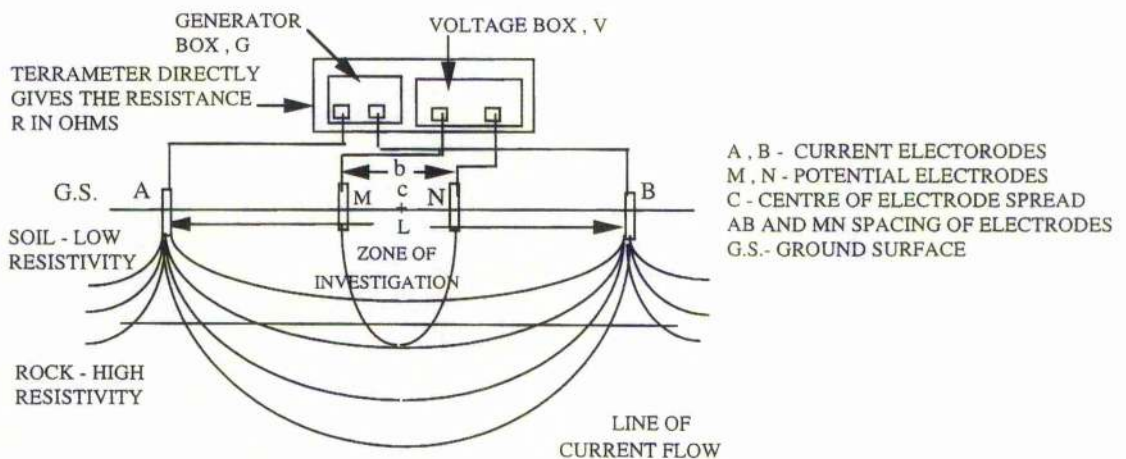 GENERATOR
BOX , G
VOLTAGE BOX , V
TERRAMETER DIRECTLY
GIVES THE RESISTANCE
R IN OHMS
b
G.S.
A
M
c
N
B
+
L
SOIL - LOW
RESISTIVITY
ZONE OF
INVESTIGATION
ROCK - HIGH
RESISTIVITY
LINE OF
CURRENT FLOW
A , B - CURRENT ELECTORODES
M , N - POTENTIAL ELECTRODES
C - CENTRE OF ELECTRODE SPREAD
AB AND MN SPACING OF ELECTRODES
G.S.- GROUND SURFACE